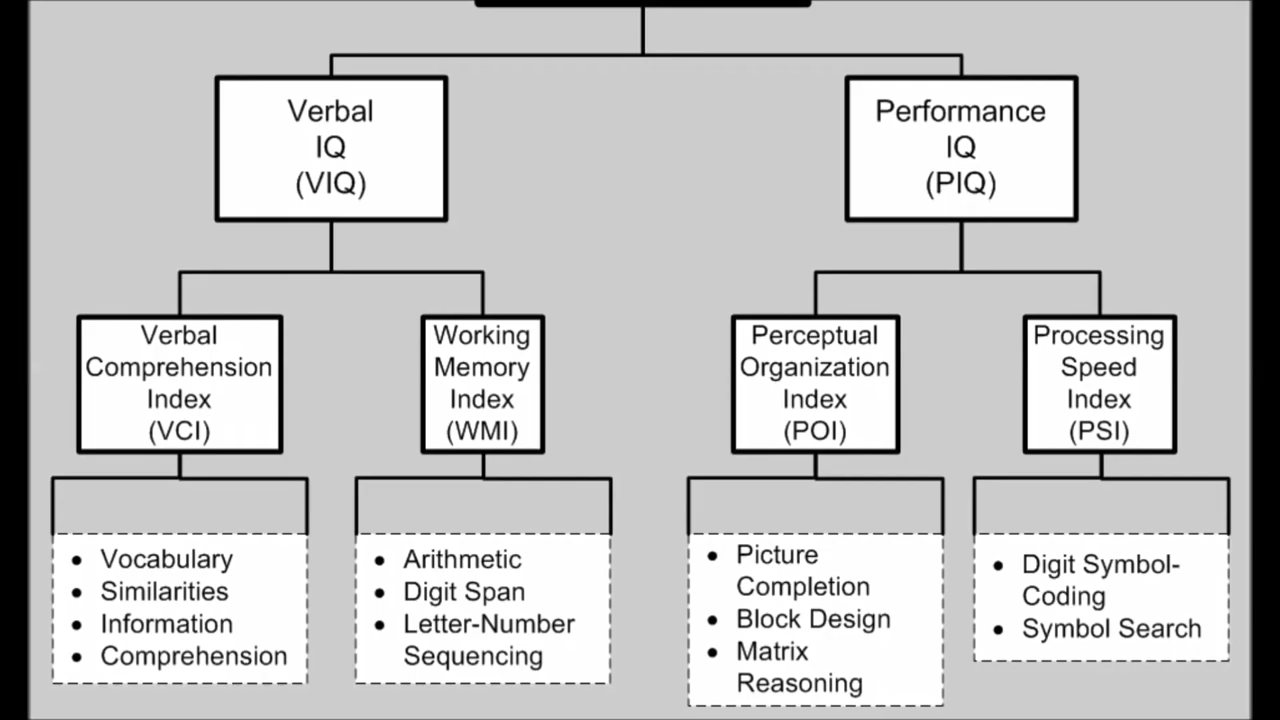 Verbal
IQ
(VIQ)
Performance
IQ
(PIQ)
Verbal
Comprehension
Index
(VCI)
Working
Memory
Index
(WMI)
Perceptual
Organization
Index
(POI)
Processing
Speed
Index
(PSI)
• Vocabulary
• Similarities
• Information
• Comprehension
• Arithmetic
• Digit Span
• Letter-Number
Sequencing
• Picture
Completion
• Block Design
• Matrix
Reasoning
• Digit Symbol-
Coding
• Symbol Search